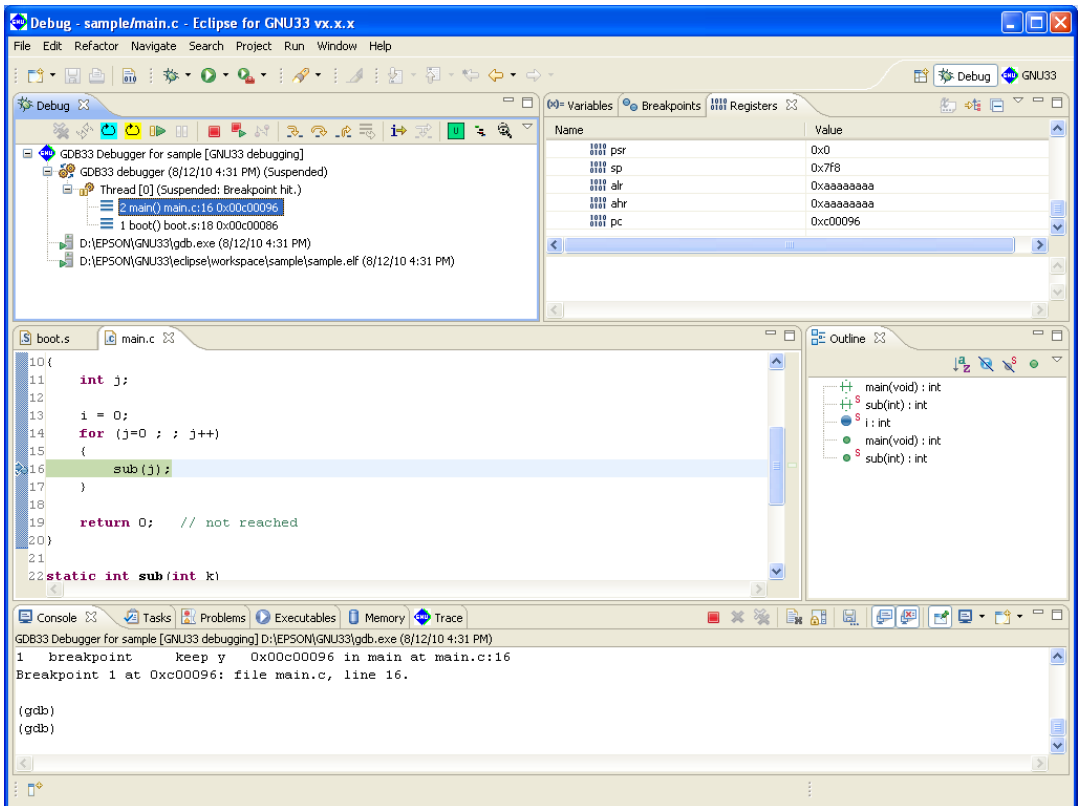 Debug - sample/main.c - Eclipse for GNU33 vx.x.x
File Edit Refactor Navigate Search Project Run Window Help
Debug GNU33
Debug
Variables Breakpoints Registers
GDB33 Debugger for sample [GNU33 debugging]
GDB33 debugger (8/12/10 4:31 PM) (Suspended)
Thread [0] (Suspended: Breakpoint hit.)
2 main() main.c:16 0x00c00096
1 boot() boot.s:18 0x00c00086
D:\EPSON\GNU33\gdb.exe (8/12/10 4:31 PM)
D:\EPSON\GNU33\eclipse\workspace\sample\sample.elf (8/12/10 4:31 PM)
Name Value
psr 0x0
sp 0x7f8
alr 0xaaaaaaaa
ahr 0xaaaaaaaa
pc 0xc00096
boot.s main.c
10 {
11 int j;
12
13 i = 0;
14 for (j=0 ; ; j++)
15 {
16 sub(j);
17 }
18
19 return 0; // not reached
20 }
21
22 static int sub(int k)
Outline
main(void) : int
sub(int) : int
i : int
main(void) : int
sub(int) : int
Console Tasks Problems Executables Memory Trace
GDB33 Debugger for sample [GNU33 debugging] D:\EPSON\GNU33\gdb.exe (8/12/10 4:31 PM)
1 breakpoint keep y 0x00c00096 in main at main.c:16
Breakpoint 1 at 0xc00096: file main.c, line 16.
(gdb)
(gdb)